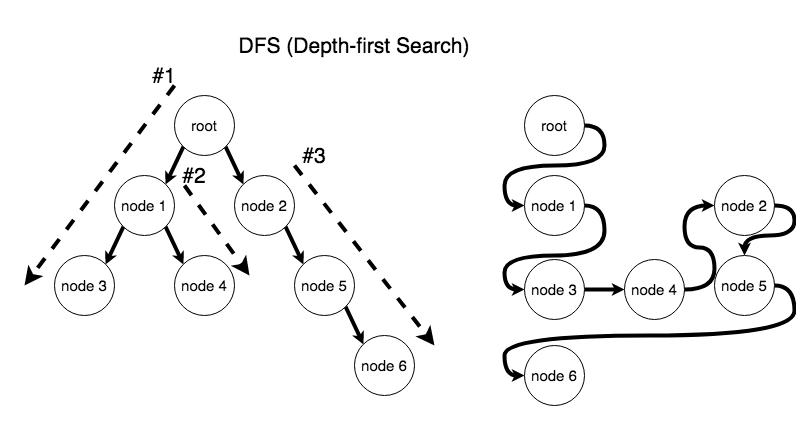 DFS (Depth-first Search)
#1
root
#2
#3
node 1
node 2
node 3
node 4
node 5
node 6
root
node 1
node 2
node 3
node 4
node 5
node 6